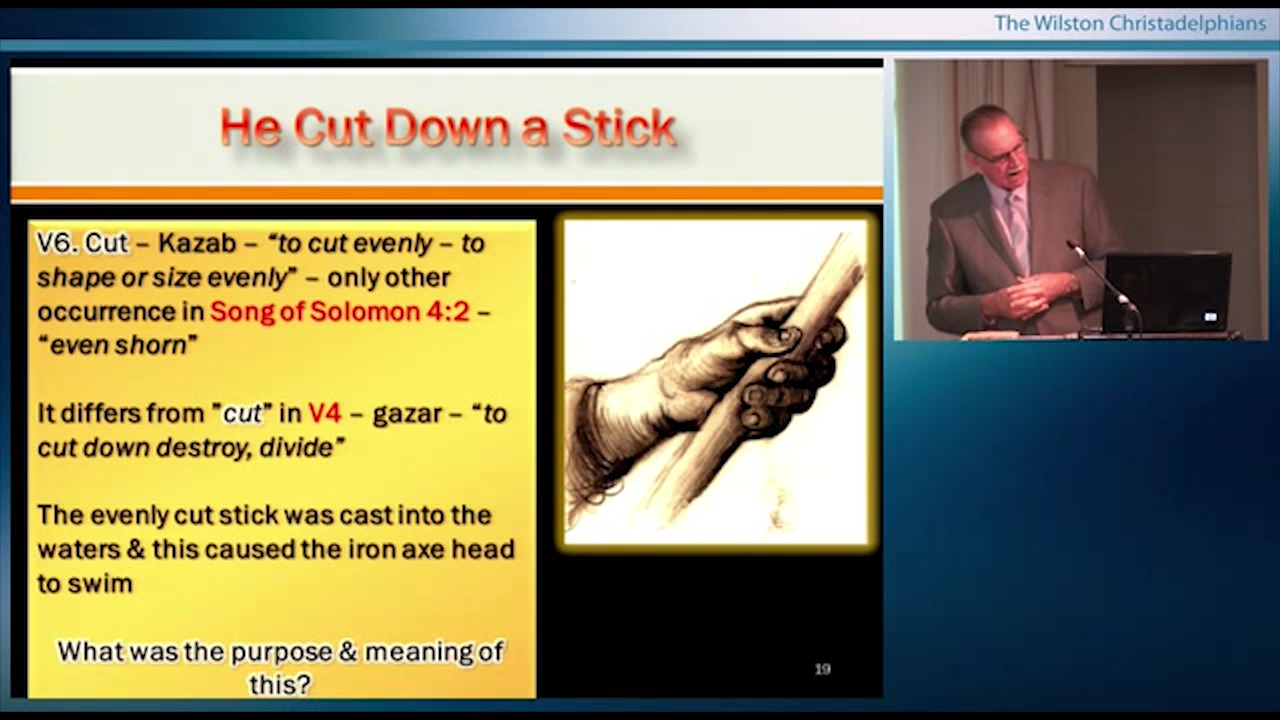 The Wilston Christadelphians
He Cut Down a Stick
V6. Cut – Kazab – “to cut evenly – to
shape or size evenly” – only other
occurrence in Song of Solomon 4:2 –
“even shorn”
It differs from ”cut” in V4 – gazar – “to
cut down destroy, divide”
The evenly cut stick was cast into the
waters & this caused the iron axe head
to swim
What was the purpose & meaning of
this?
19